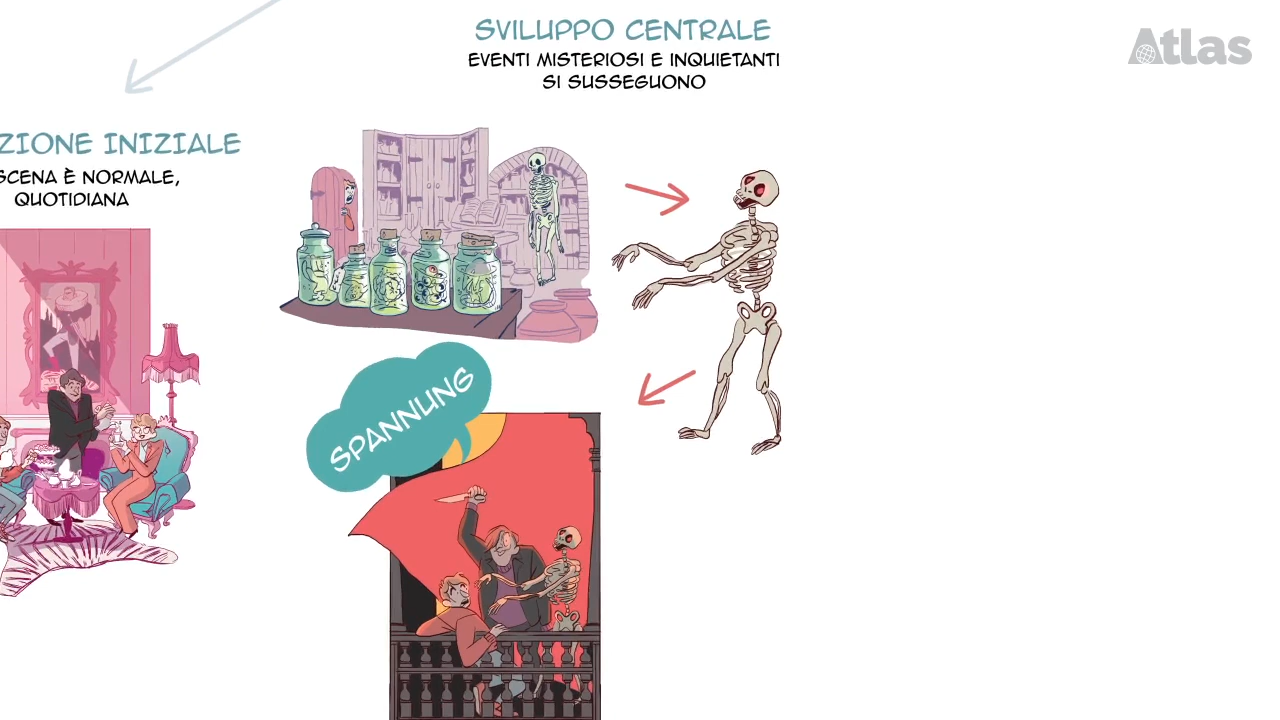 SVILUPPO CENTRALE
EVENTI MISTERIOSI E INQUIETANTI
SI SUSSEGUONO
Atlas
ZIONE INIZIALE
SCENA È NORMALE,
QUOTIDIANA
SPANNUNG